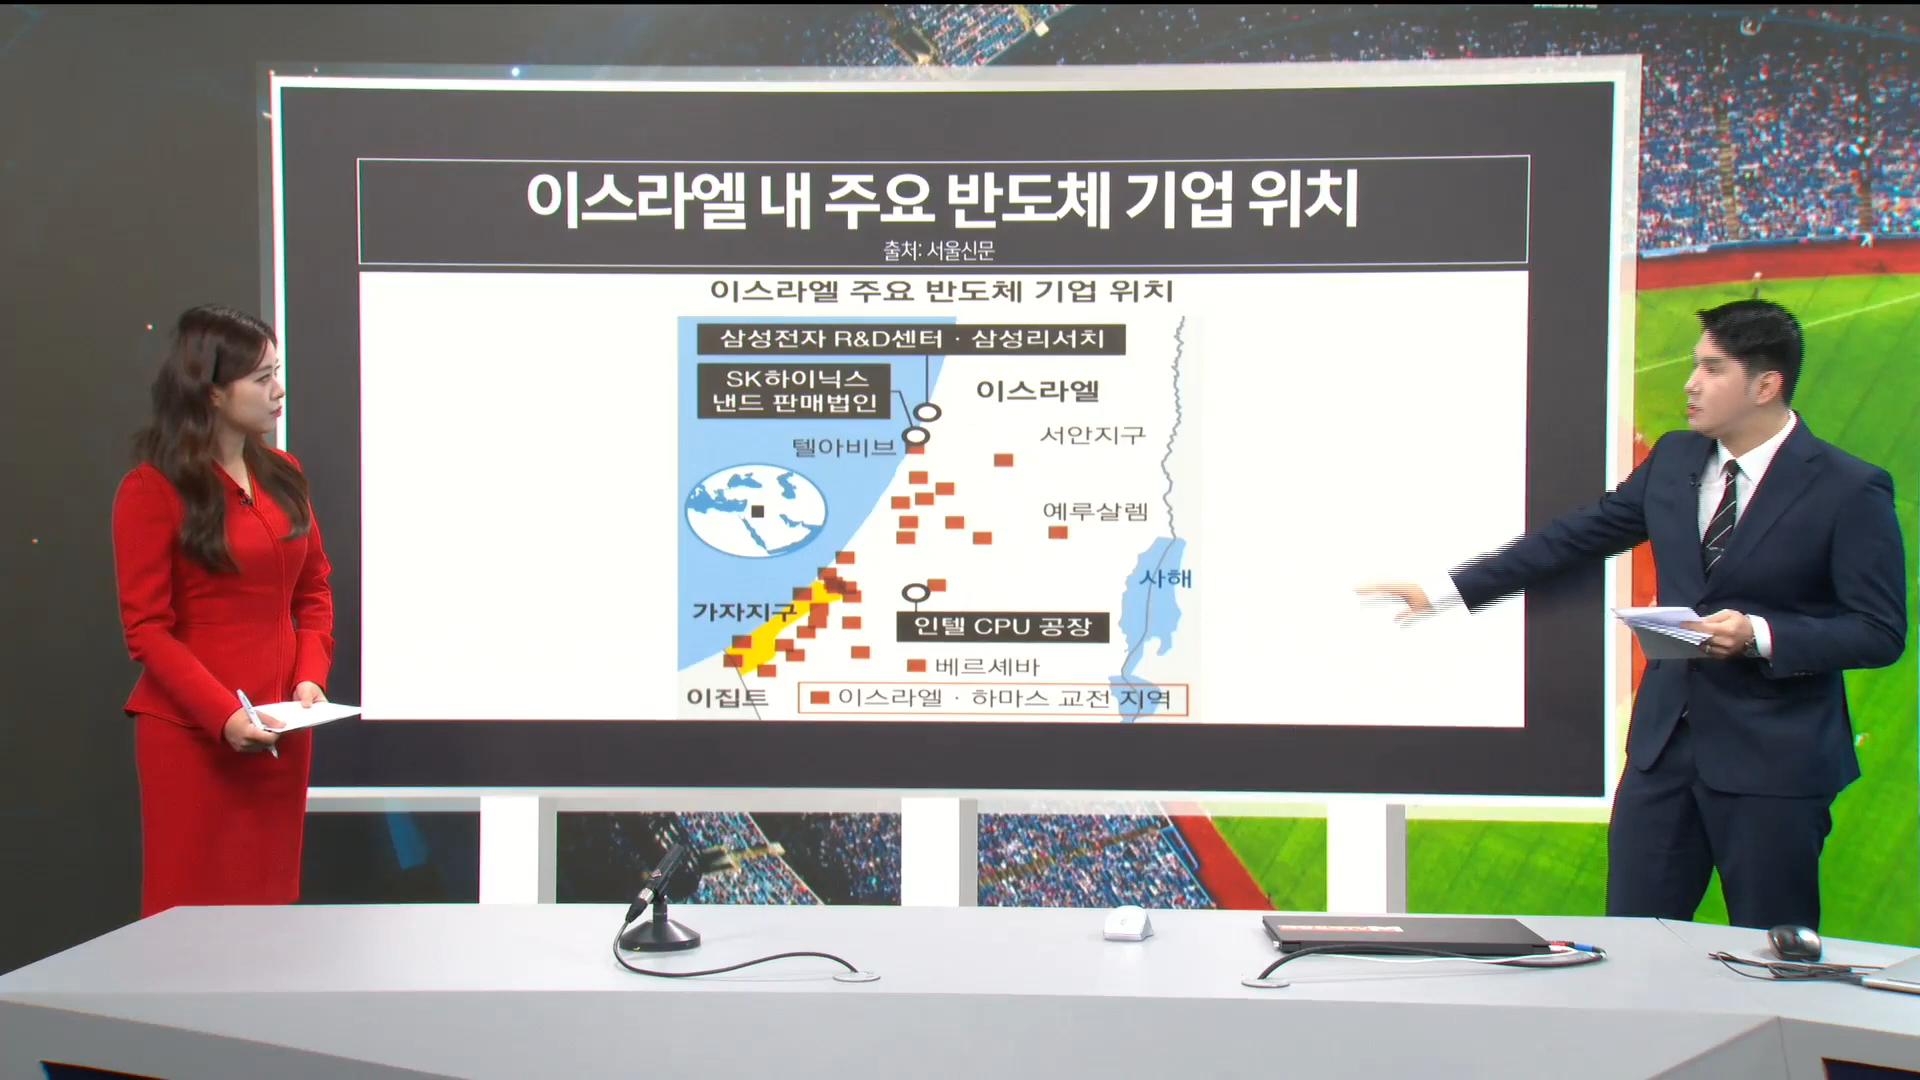 이스라엘 내 주요 반도체 기업 위치
출처: 서울신문
이스라엘 주요 반도체 기업 위치
삼성전자 R&D센터 · 삼성리서치
SK하이닉스
낸드 판매법인
이스라엘
서안지구
텔아비브
예루살렘
사해
가자지구
인텔 CPU 공장
베르셰바
이집트
이스라엘 · 하마스 교전 지역